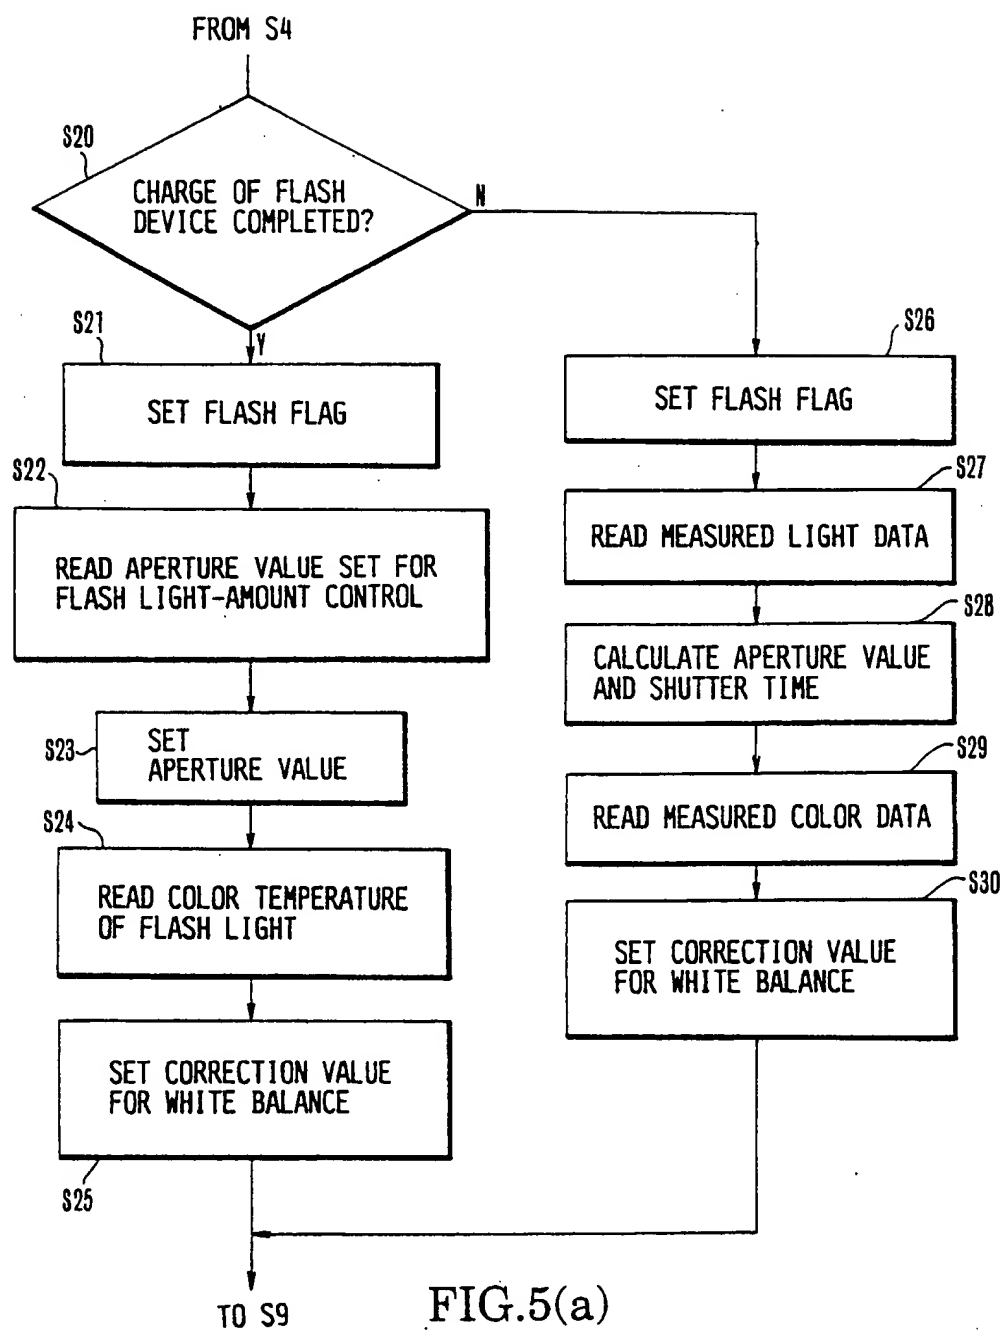 FROM S4
S20
CHARGE OF FLASH
DEVICE COMPLETED?
N
Y
S21
SET FLASH FLAG
S22
READ APERTURE VALUE SET FOR
FLASH LIGHT-AMOUNT CONTROL
S23
SET
APERTURE VALUE
S24
READ COLOR TEMPERATURE
OF FLASH LIGHT
SET CORRECTION VALUE
FOR WHITE BALANCE
S25
S26
SET FLASH FLAG
S27
READ MEASURED LIGHT DATA
S28
CALCULATE APERTURE VALUE
AND SHUTTER TIME
S29
READ MEASURED COLOR DATA
S30
SET CORRECTION VALUE
FOR WHITE BALANCE
TO S9
FIG.5(a)